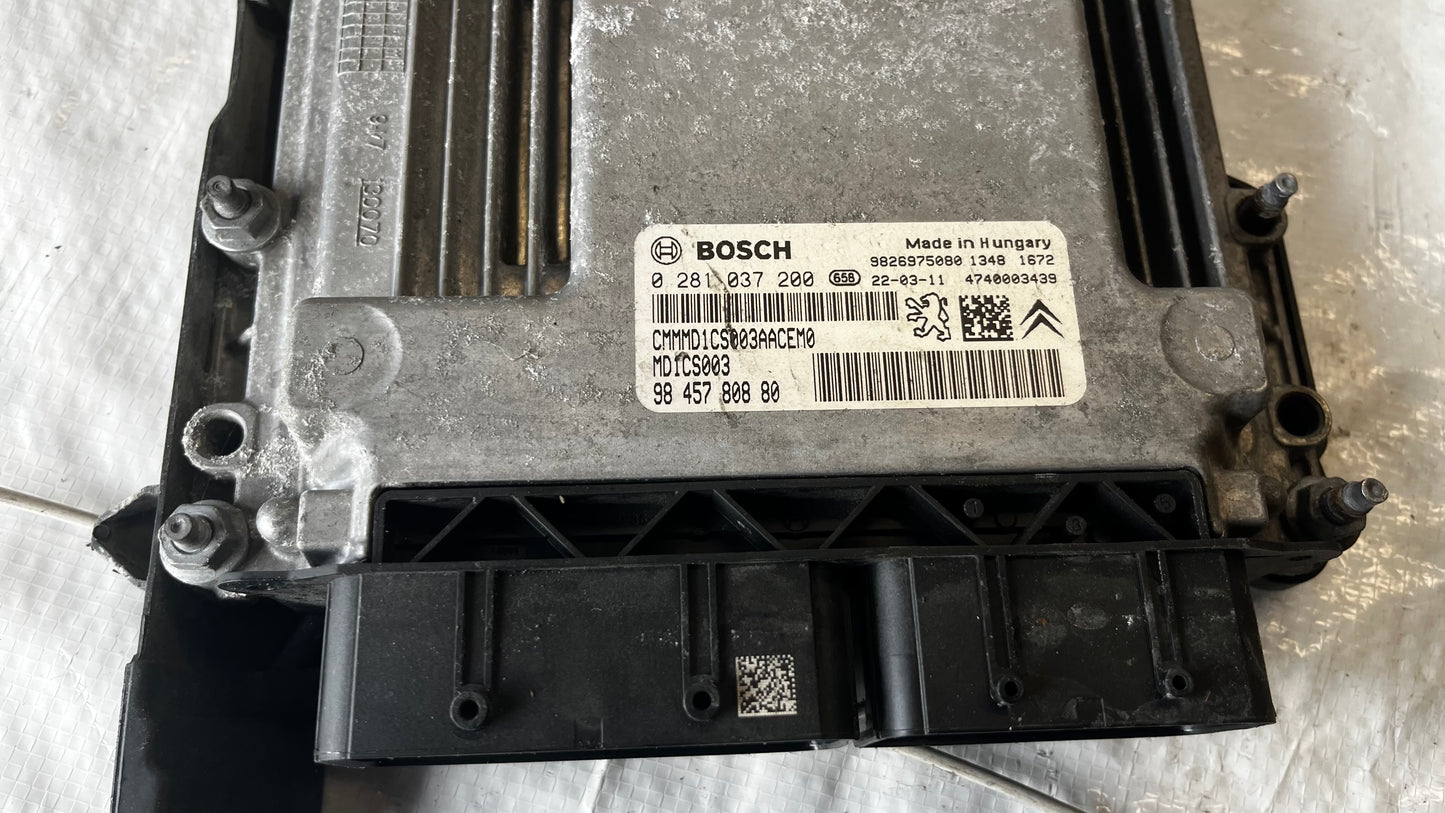 BOSCH Made in Hungary
9826975080 1348 1672
0 281 037 200 658 22-03-11 4740003439
CMMMD1CS003AACEM0
MD1CS003
98 457 808 80
130070